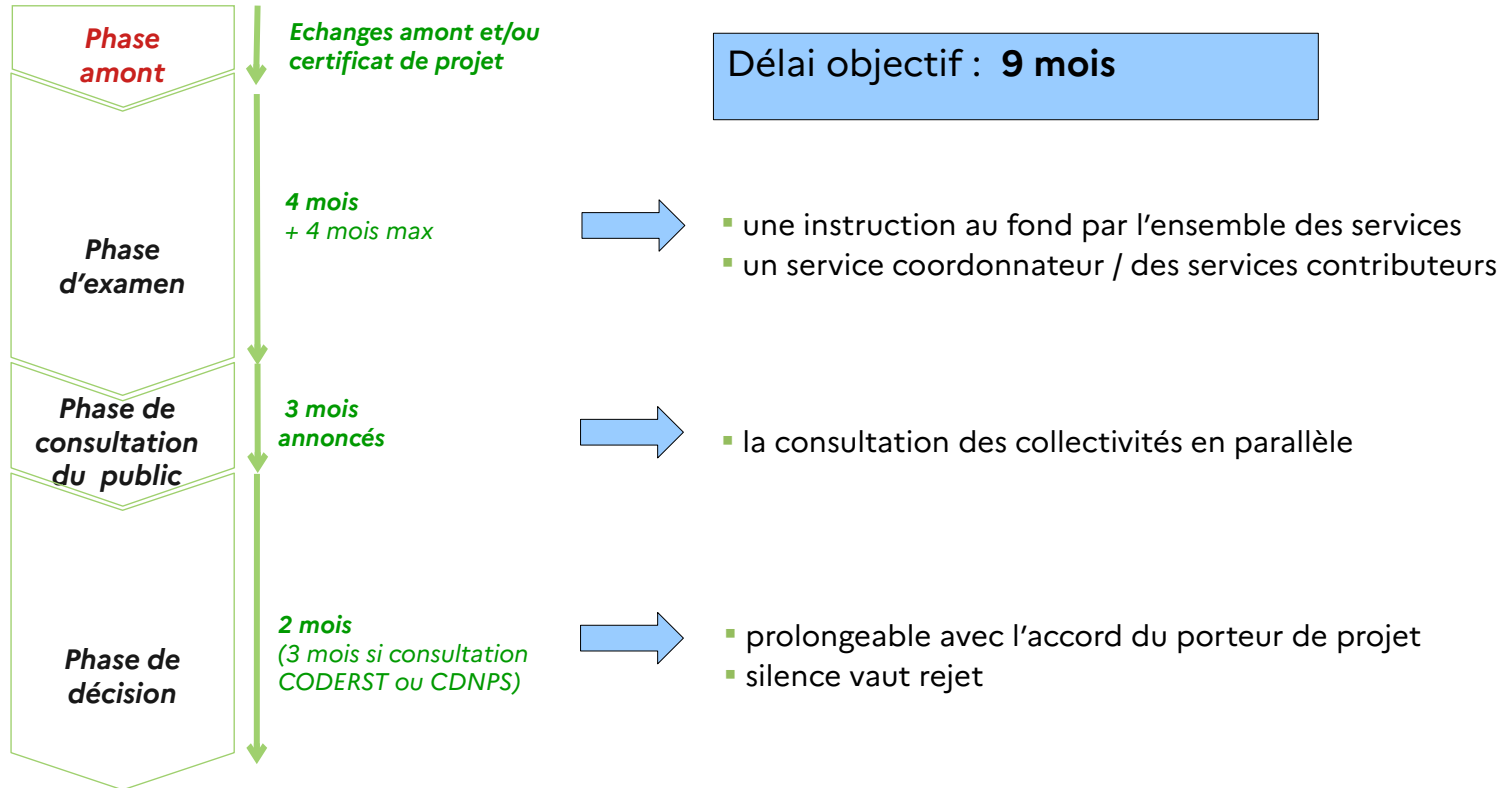 Phase
amont
Echanges amont et/ou
certificat de projet
Délai objectif : 9 mois
Phase
d’examen
4 mois
+ 4 mois max
▪ une instruction au fond par l’ensemble des services
▪ un service coordonnateur / des services contributeurs
Phase de
consultation
du public
3 mois
annoncés
▪ la consultation des collectivités en parallèle
Phase de
décision
2 mois
(3 mois si consultation
CODERST ou CDNPS)
▪ prolongeable avec l’accord du porteur de projet
▪ silence vaut rejet